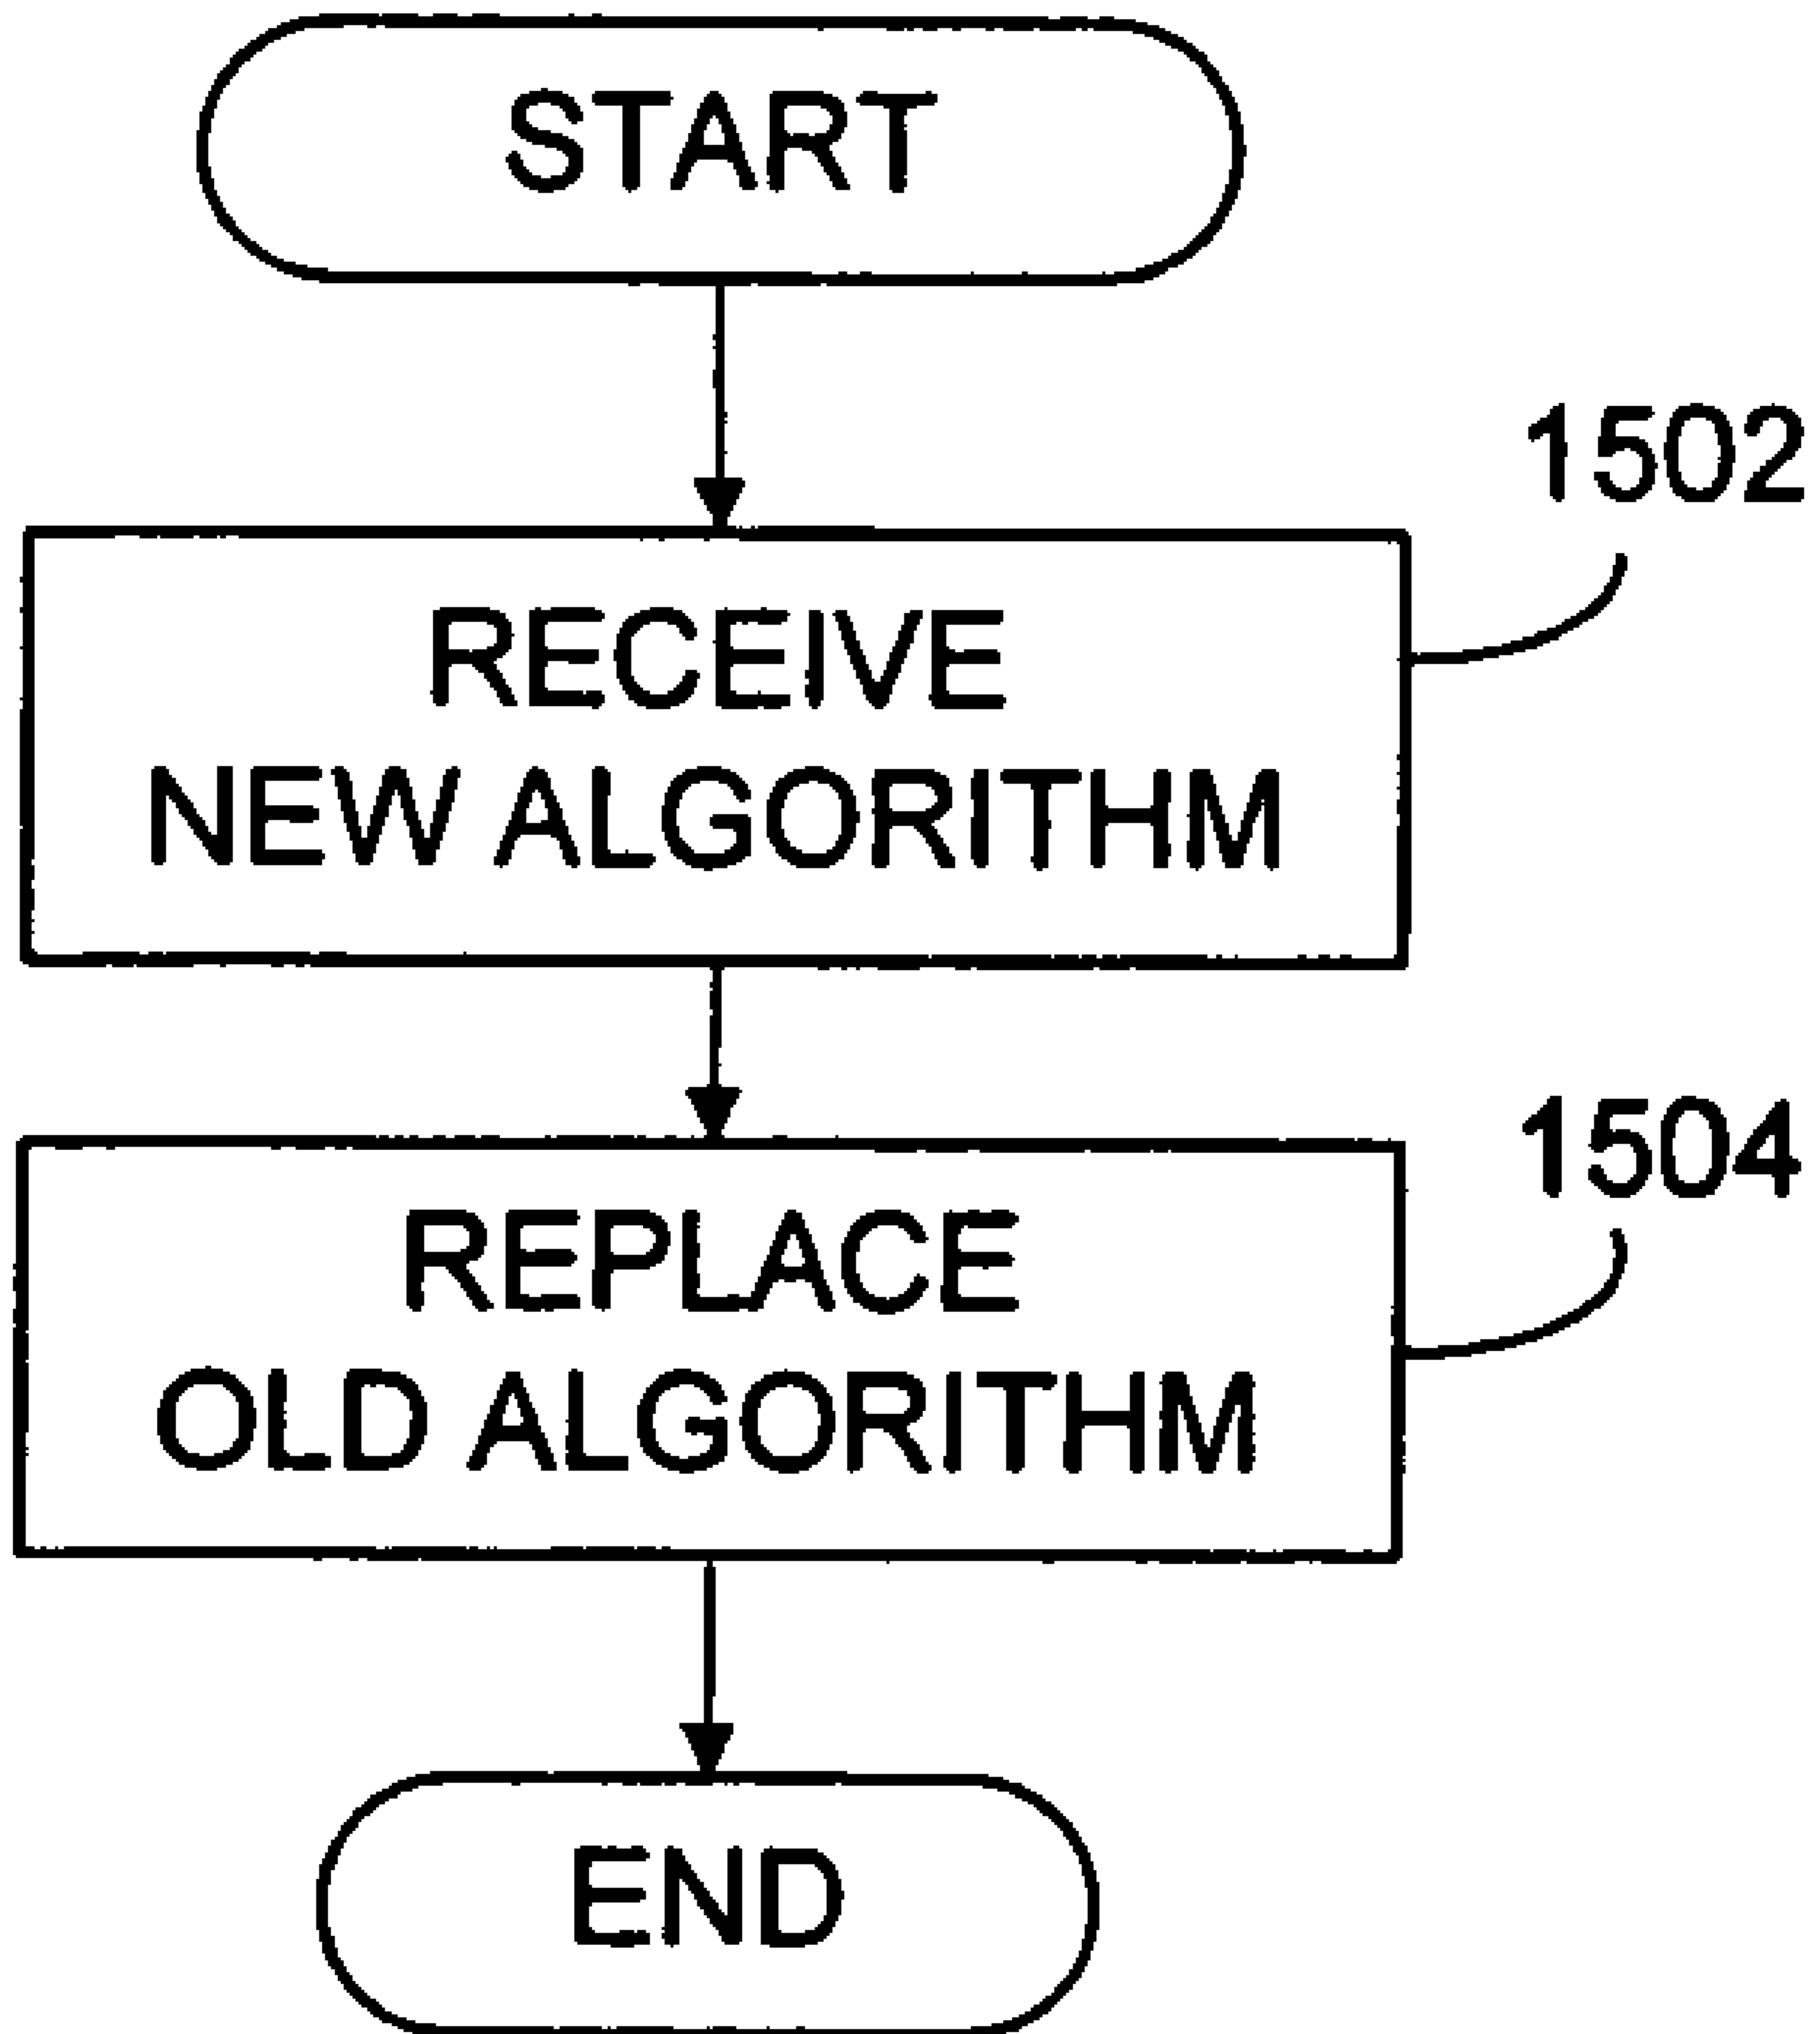 START
1502
RECEIVE
NEW ALGORITHM
1504
REPLACE
OLD ALGORITHM
END